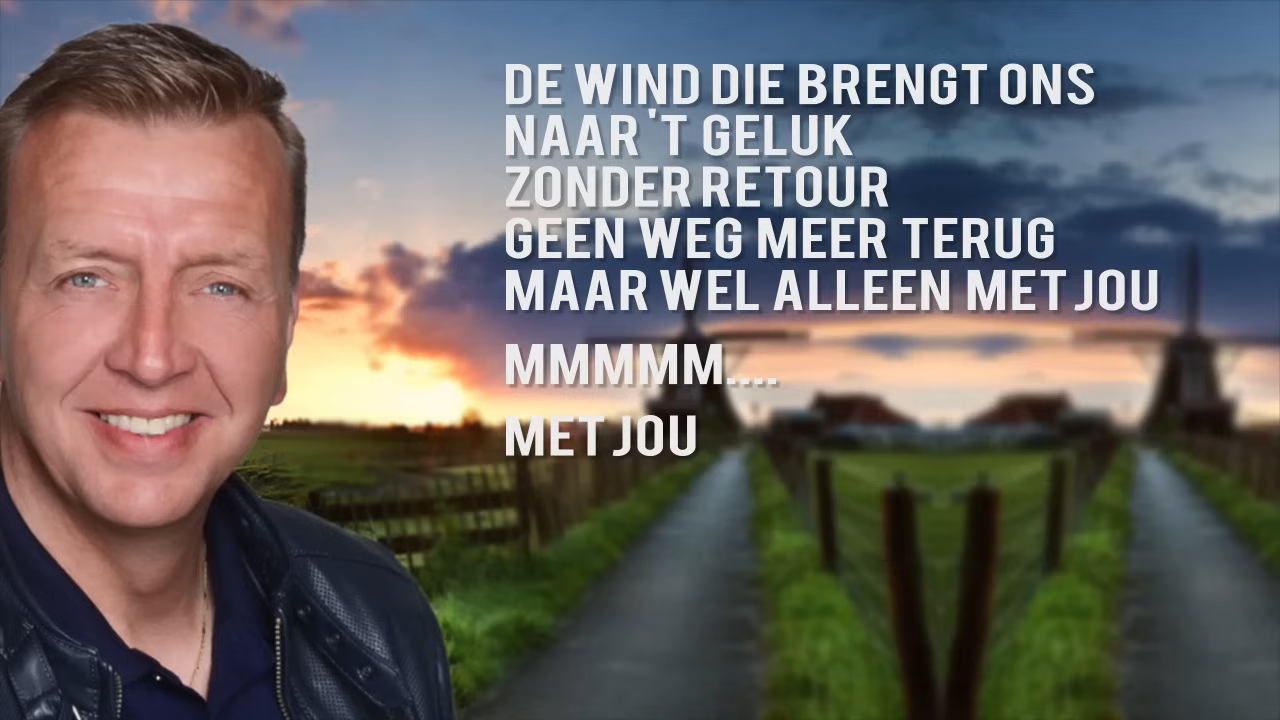 DE WIND DIE BRENGT ONS
NAAR 'T GELUK
ZONDER RETOUR
GEEN WEG MEER TERUG
MAAR WEL ALLEEN MET JOU
MMMMM....
MET JOU